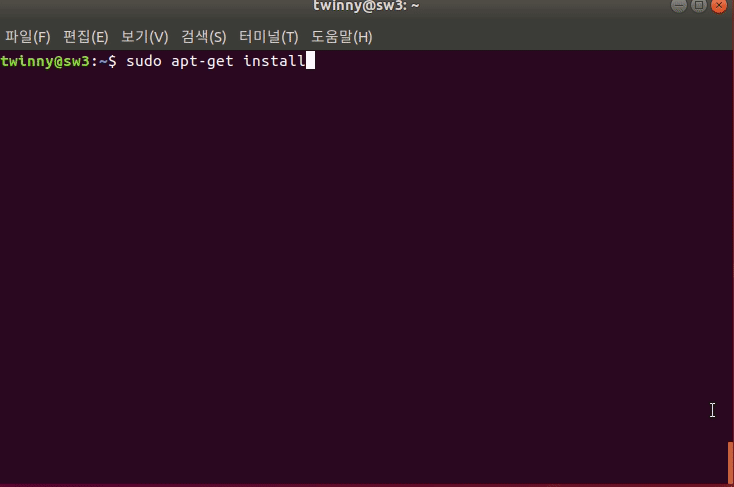 twinny@sw3: ~
파일(F) 편집(E) 보기(V) 검색(S) 터미널(T) 도움말(H)
twinny@sw3:~$ sudo apt-get install